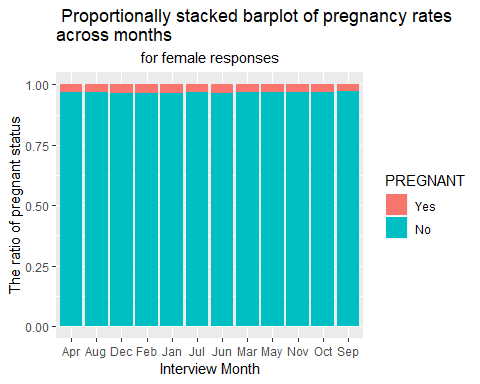 Proportionally stacked barplot of pregnancy rates
across months
for female responses
The ratio of pregnant status
1.00
0.75
0.50
0.25
0.00
Apr Aug Dec Feb Jan Jul Jun Mar May Nov Oct Sep
Interview Month
PREGNANT
Yes
No